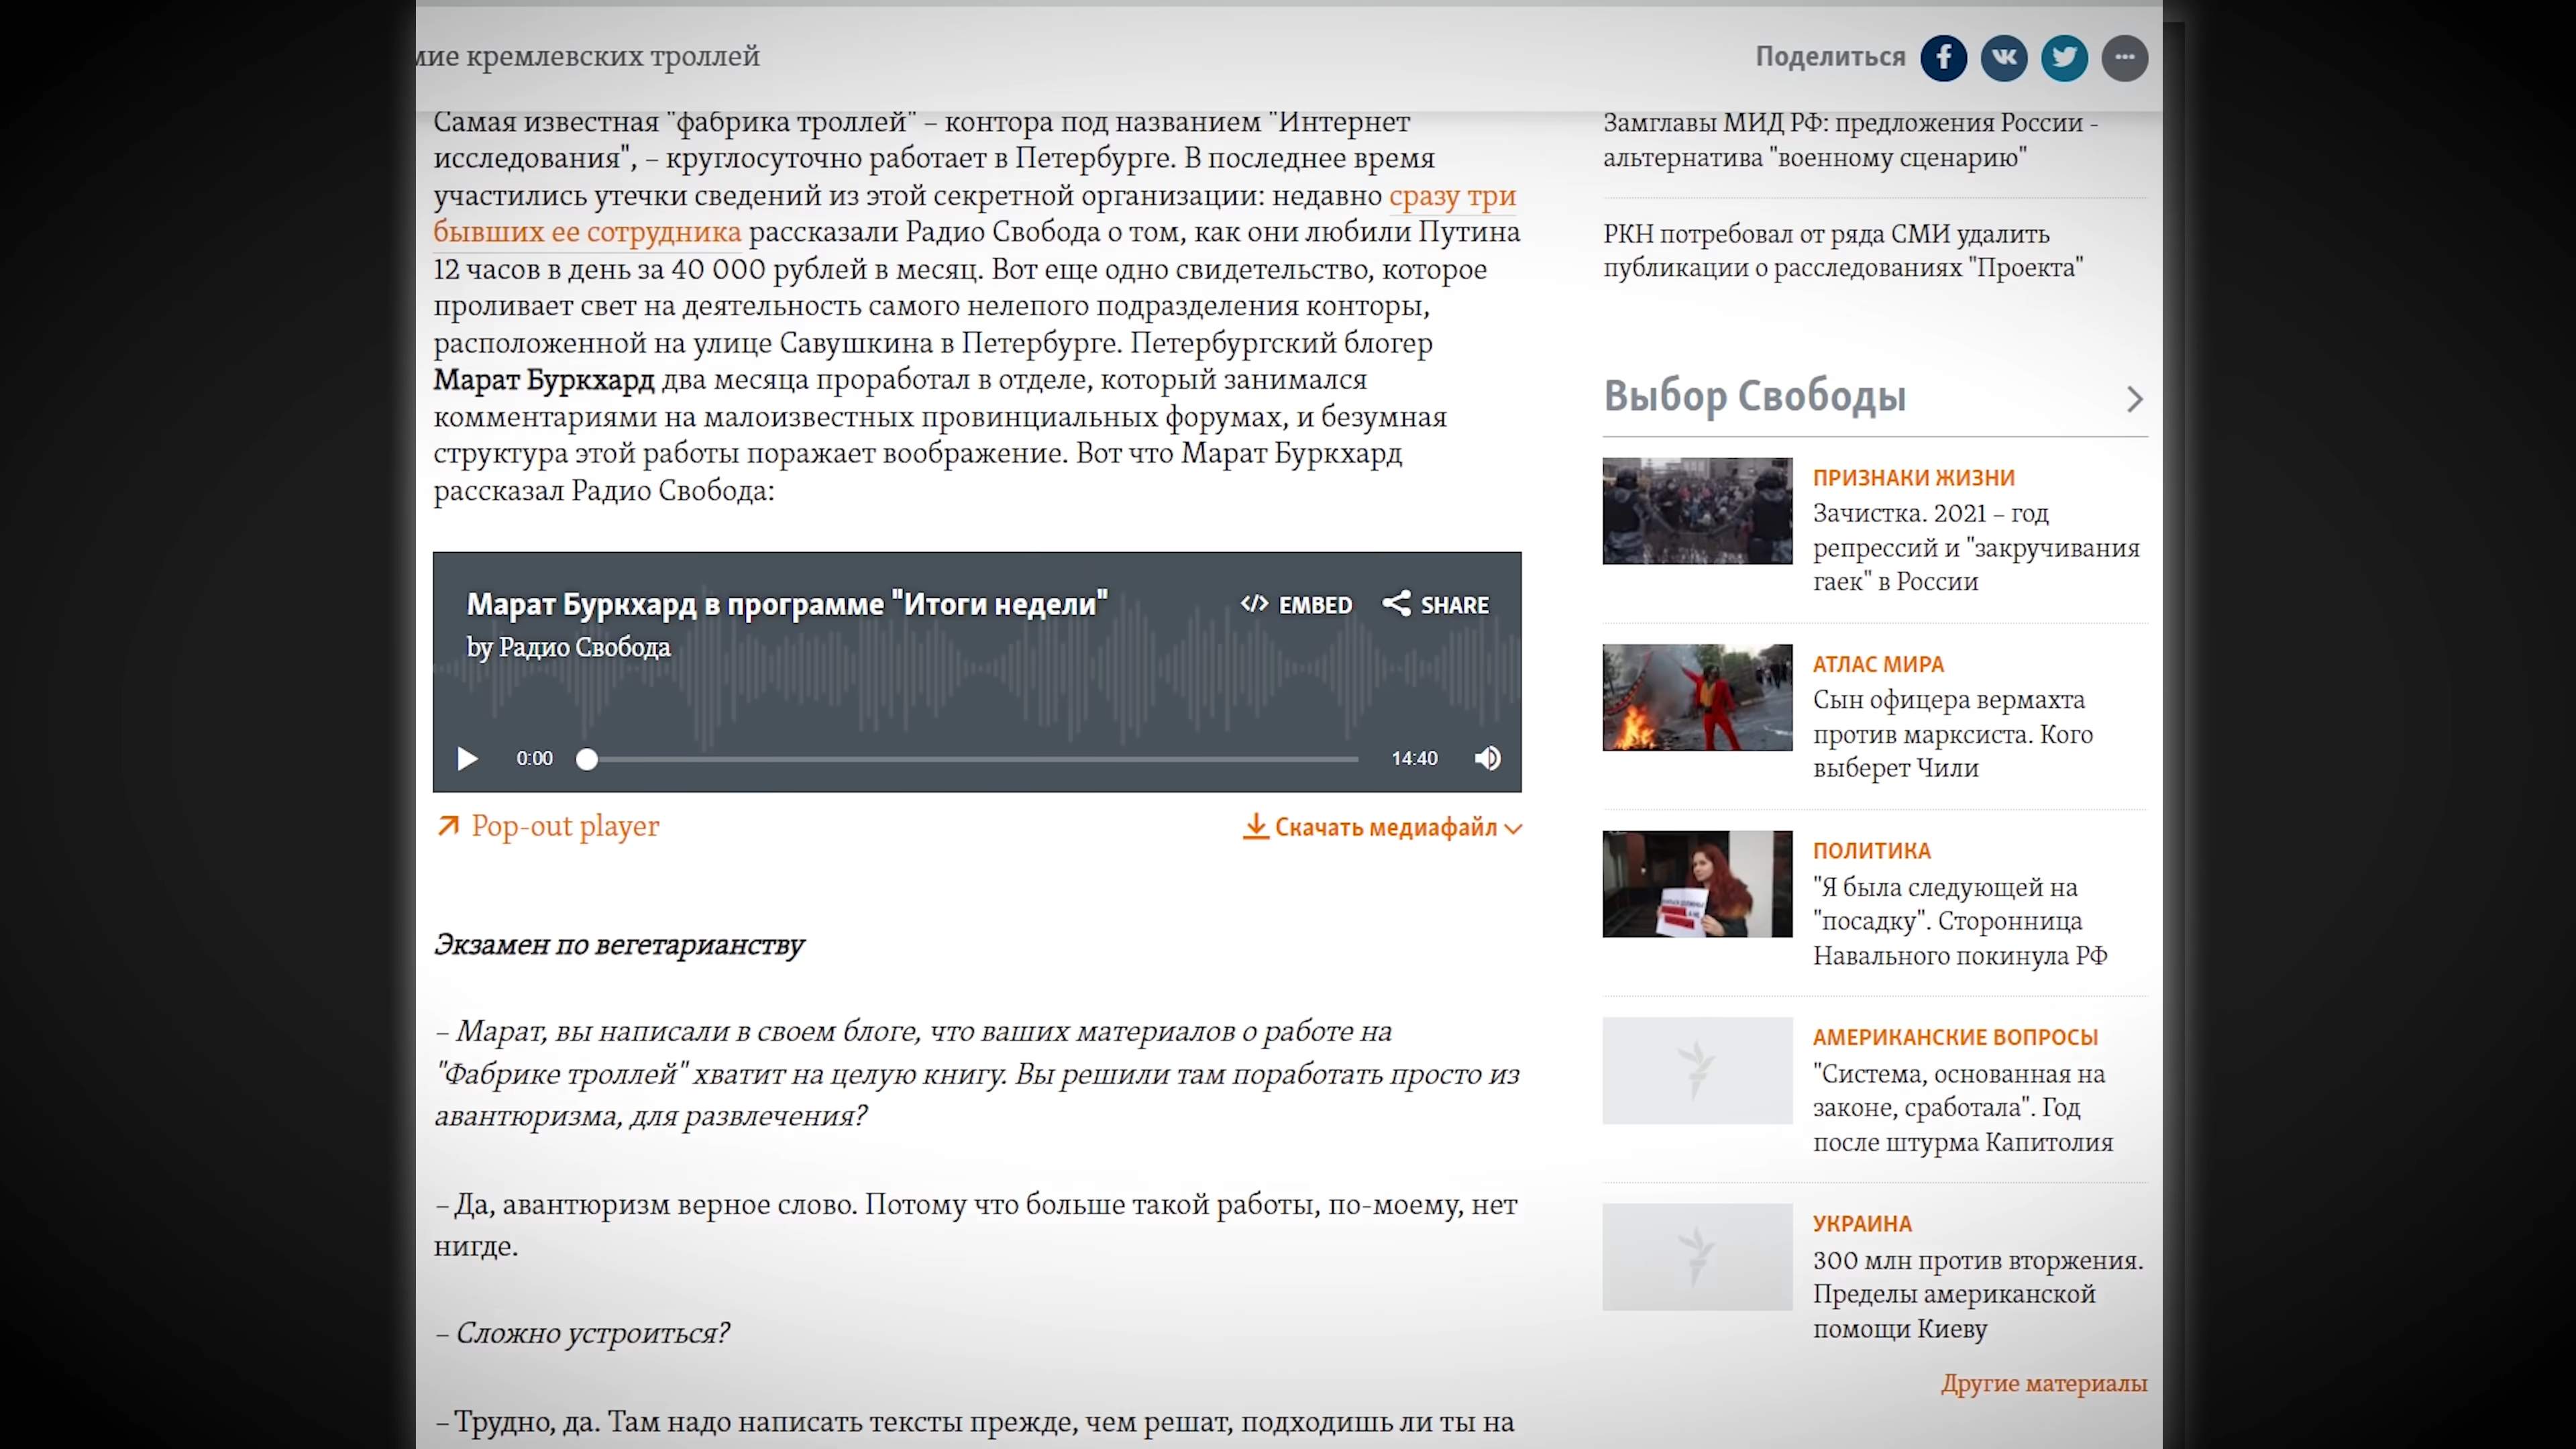 кремлевских троллей
Поделиться
Самая известная "фабрика троллей" – контора под названием "Интернет
исследования", – круглосуточно работает в Петербурге. В последнее время
участились утечки сведений из этой секретной организации: недавно сразу три
бывших ее сотрудника рассказали Радио Свобода о том, как они любили Путина
12 часов в день за 40 000 рублей в месяц. Вот еще одно свидетельство, которое
проливает свет на деятельность самого нелепого подразделения конторы,
расположенной на улице Савушкина в Петербурге. Петербургский блогер
Марат Буркхард два месяца проработал в отделе, который занимался
комментариями на малоизвестных провинциальных форумах, и безумная
структура этой работы поражает воображение. Вот что Марат Буркхард
рассказал Радио Свобода:
Марат Буркхард в программе "Итоги недели"
by Радио Свобода
</> EMBED
SHARE
0:00
14:40
Pop-out player
Скачать медиафайл
Экзамен по вегетарианству
– Марат, вы написали в своем блоге, что ваших материалов о работе на
"Фабрике троллей" хватит на целую книгу. Вы решили там поработать просто из
авантюризма, для развлечения?
– Да, авантюризм верное слово. Потому что больше такой работы, по-моему, нет
нигде.
– Сложно устроиться?
– Трудно, да. Там надо написать тексты прежде, чем решат, подходишь ли ты на
Замглавы МИД РФ: предложения России -
альтернатива "военному сценарию"
РКН потребовал от ряда СМИ удалить
публикации о расследованиях "Проекта"
Выбор Свободы
ПРИЗНАКИ ЖИЗНИ
Зачистка. 2021 – год
репрессий и "закручивания
гаек" в России
АТЛАС МИРА
Сын офицера вермахта
против марксиста. Кого
выберет Чили
ПОЛИТИКА
"Я была следующей на
"посадку". Сторонница
Навального покинула РФ
АМЕРИКАНСКИЕ ВОПРОСЫ
"Система, основанная на
законе, сработала". Год
после штурма Капитолия
УКРАИНА
300 млн против вторжения.
Пределы американской
помощи Киеву
Другие материалы